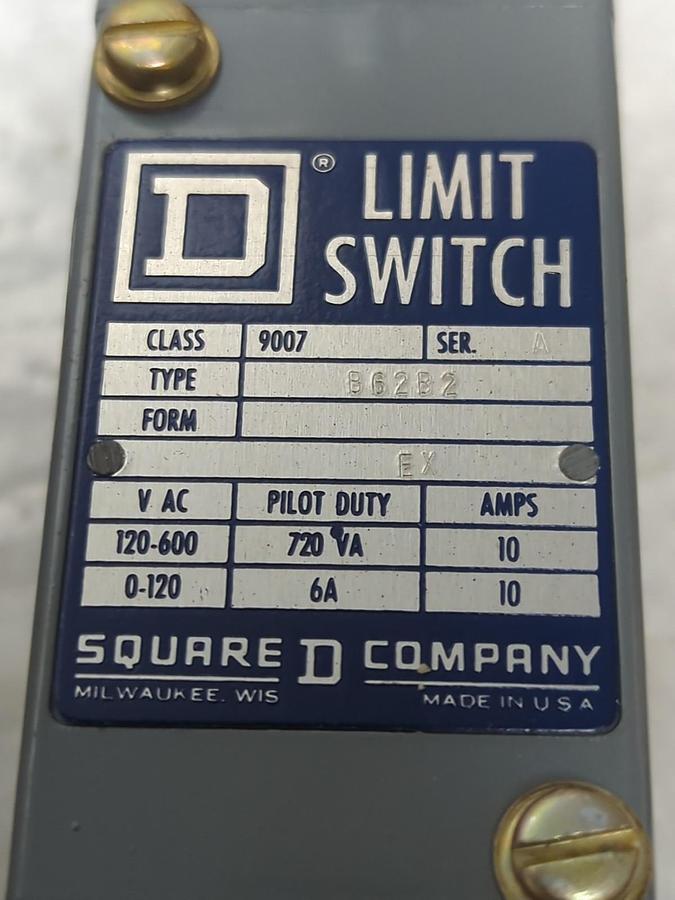 D ® LIMIT
SWITCH
CLASS 9007 SER. A
TYPE B62B2
FORM
EX
V AC PILOT DUTY AMPS
120-600 720 VA 10
0-120 6A 10
SQUARE D COMPANY
MILWAUKEE. WIS MADE IN U S A